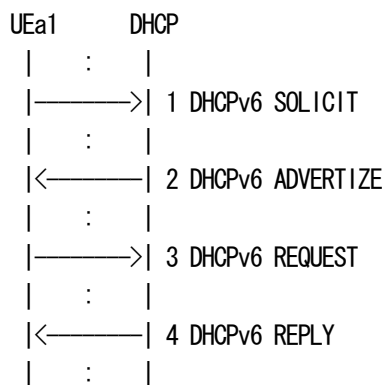 UEa1 DHCP
| : |
|-------->| 1 DHCPv6 SOLICIT
| : |
|<--------| 2 DHCPv6 ADVERTIZE
| : |
|-------->| 3 DHCPv6 REQUEST
| : |
|<--------| 4 DHCPv6 REPLY
| : |